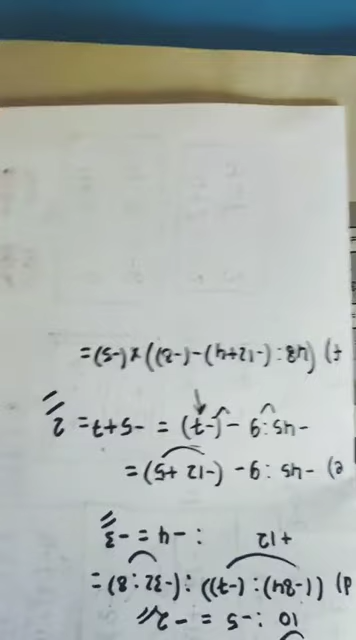 10 :-5 = -2
d) ((-84): (-7)):(-32:8)=
+12 : -4 = -3
e) -45:9-(-12+5)=
-45:9-(-7) = -5+7= 2
f) (48:(-12+4)-(-2))x(-5)=